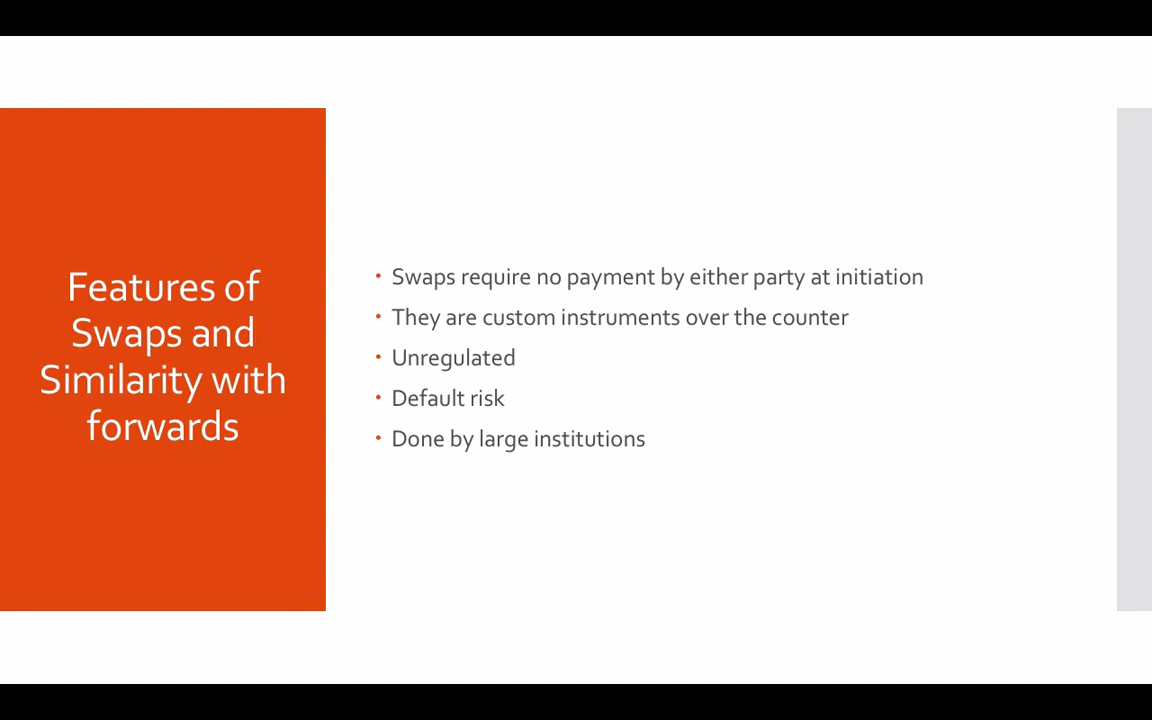 Features of
Swaps and
Similarity with
forwards
• Swaps require no payment by either party at initiation
• They are custom instruments over the counter
• Unregulated
• Default risk
• Done by large institutions